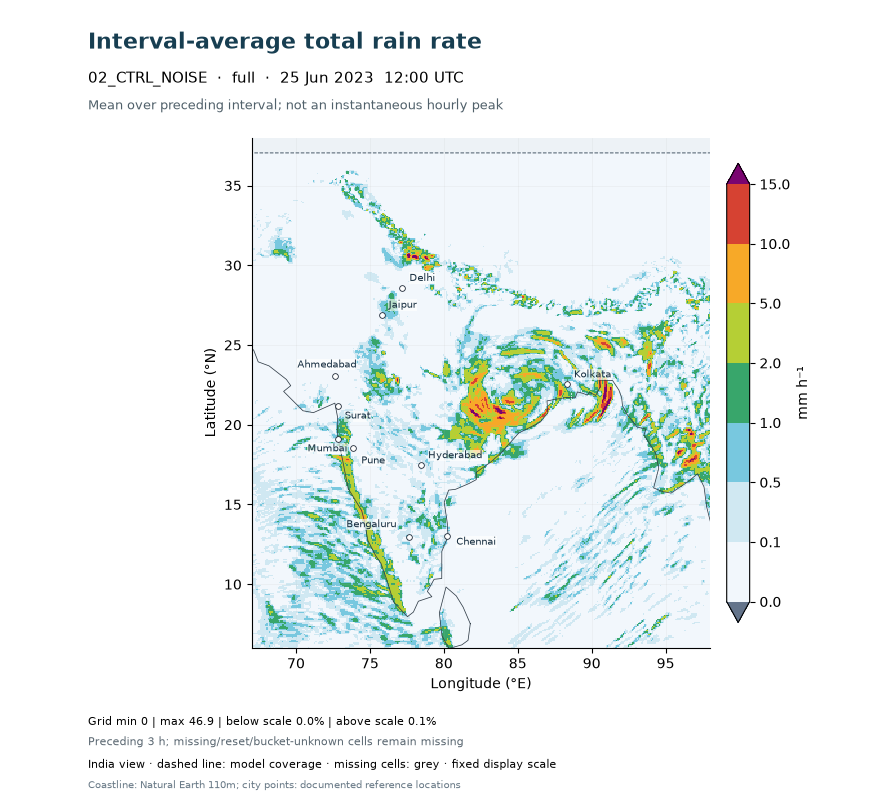 Interval-average total rain rate
02_CTRL_NOISE · full · 25 Jun 2023 12:00 UTC
Mean over preceding interval; not an instantaneous hourly peak
35
30
25
20
15
10
Latitude (°N)
70
75
80
85
90
95
Longitude (°E)
Delhi
Jaipur
Ahmedabad
Kolkata
Surat
Mumbai
Pune
Hyderabad
Bengaluru
Chennai
15.0
10.0
5.0
2.0
1.0
0.5
0.1
0.0
mm h⁻¹
Grid min 0 | max 46.9 | below scale 0.0% | above scale 0.1%
Preceding 3 h; missing/reset/bucket-unknown cells remain missing
India view · dashed line: model coverage · missing cells: grey · fixed display scale
Coastline: Natural Earth 110m; city points: documented reference locations